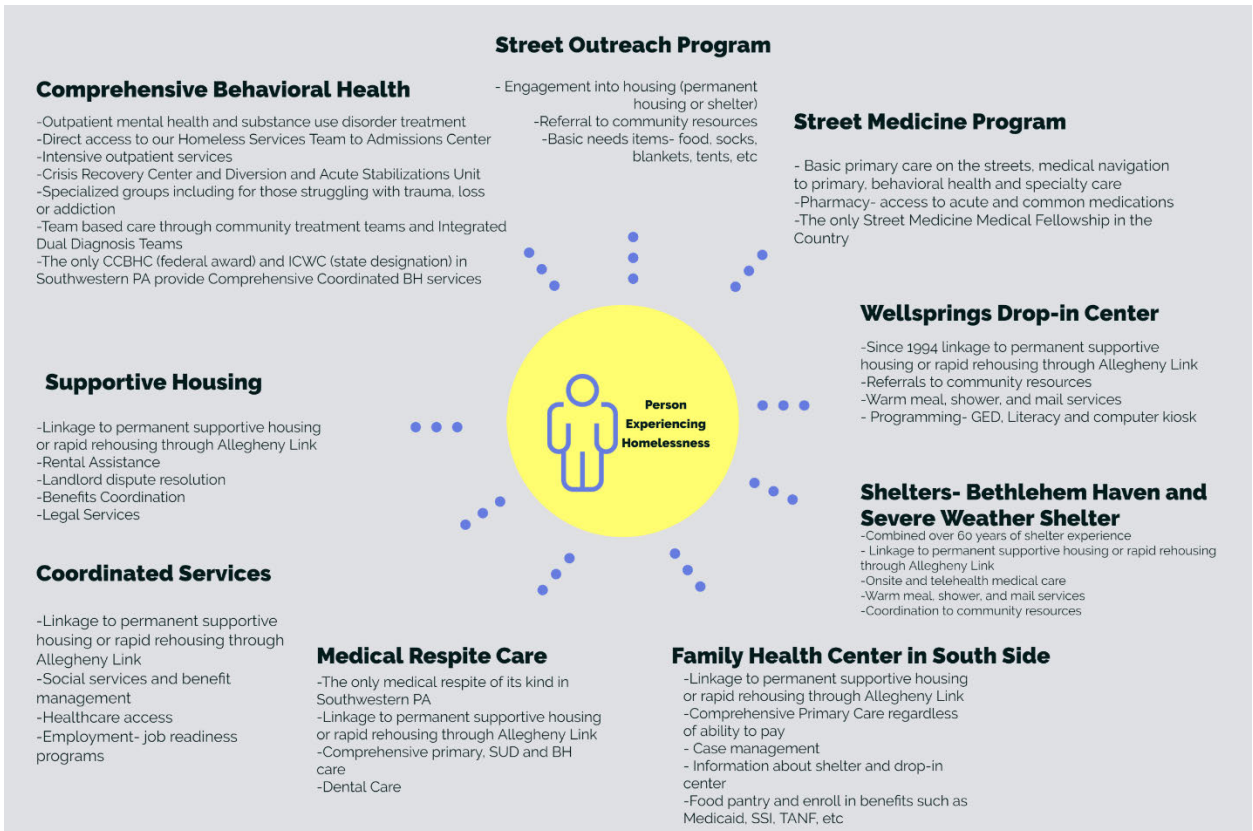 Street Outreach Program
- Engagement into housing (permanent
housing or shelter)
-Referral to community resources
-Basic needs items- food, socks,
blankets, tents, etc
Comprehensive Behavioral Health
-Outpatient mental health and substance use disorder treatment
-Direct access to our Homeless Services Team to Admissions Center
-Intensive outpatient services
-Crisis Recovery Center and Diversion and Acute Stabilizations Unit
-Specialized groups including for those struggling with trauma, loss
or addiction
-Team based care through community treatment teams and Integrated
Dual Diagnosis Teams
-The only CCBHC (federal award) and ICWC (state designation) in
Southwestern PA provide Comprehensive Coordinated BH services
Street Medicine Program
- Basic primary care on the streets, medical navigation
to primary, behavioral health and specialty care
-Pharmacy- access to acute and common medications
-The only Street Medicine Medical Fellowship in the
Country
Wellsprings Drop-in Center
-Since 1994 linkage to permanent supportive
housing or rapid rehousing through Allegheny Link
-Referrals to community resources
-Warm meal, shower, and mail services
- Programming- GED, Literacy and computer kiosk
Supportive Housing
-Linkage to permanent supportive housing
or rapid rehousing through Allegheny Link
-Rental Assistance
-Landlord dispute resolution
-Benefits Coordination
-Legal Services
Person
Experiencing
Homelessness
Shelters- Bethlehem Haven and
Severe Weather Shelter
-Combined over 60 years of shelter experience
- Linkage to permanent supportive housing or rapid rehousing
through Allegheny Link
-Onsite and telehealth medical care
-Warm meal, shower, and mail services
-Coordination to community resources
Coordinated Services
-Linkage to permanent supportive
housing or rapid rehousing through
Allegheny Link
-Social services and benefit
management
-Healthcare access
-Employment- job readiness
programs
Medical Respite Care
-The only medical respite of its kind in
Southwestern PA
-Linkage to permanent supportive housing
or rapid rehousing through Allegheny Link
-Comprehensive primary, SUD and BH
care
-Dental Care
Family Health Center in South Side
-Linkage to permanent supportive housing
or rapid rehousing through Allegheny Link
-Comprehensive Primary Care regardless
of ability to pay
- Case management
- Information about shelter and drop-in
center
-Food pantry and enroll in benefits such as
Medicaid, SSI, TANF, etc